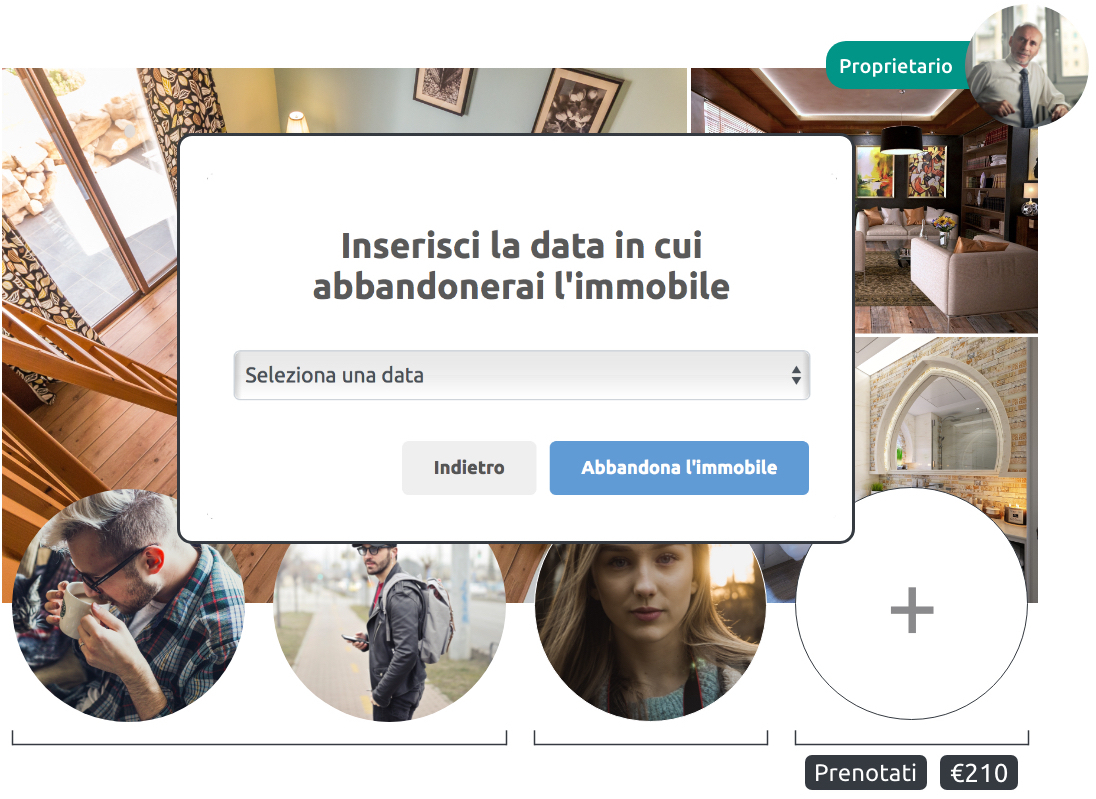 Proprietario
Inserisci la data in cui
abbandonerai l'immobile
Seleziona una data
Indietro
Abbandona l'immobile
Prenotati
€210